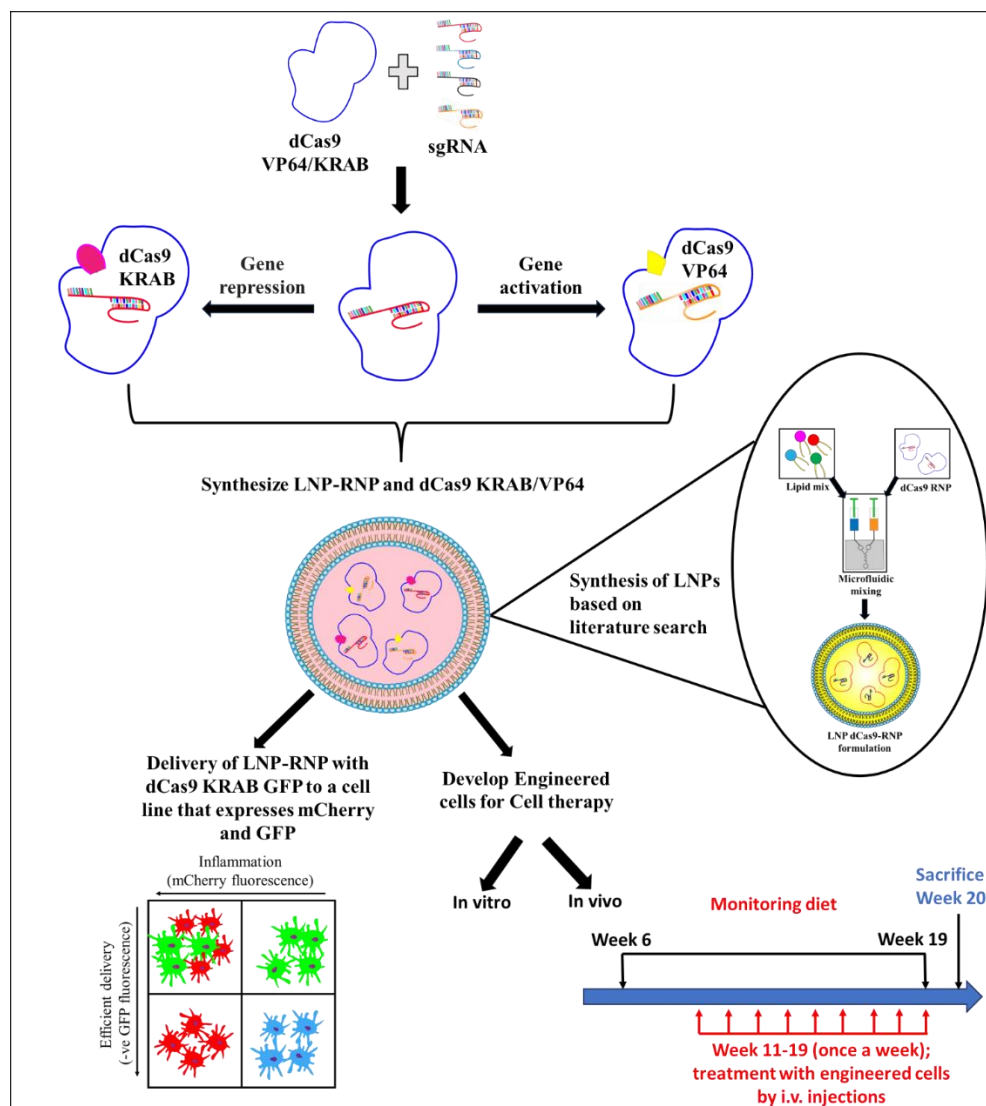 dCas9
VP64/KRAB
sgRNA
dCas9
KRAB
Gene
repression
Gene
activation
dCas9
VP64
Synthesize LNP-RNP and dCas9 KRAB/VP64
Lipid mix
dCas9 RNP
Microfluidic
mixing
LNP dCas9-RNP
formulation
Synthesis of LNPs
based on
literature search
Delivery of LNP-RNP with
dCas9 KRAB GFP to a cell
line that expresses mCherry
and GFP
Develop Engineered
cells for Cell therapy
Inflammation
(mCherry fluorescence)
Efficient delivery
(-ve GFP fluorescence)
In vitro
In vivo
Monitoring diet
Sacrifice
Week 20
Week 6
Week 19
Week 11-19 (once a week);
treatment with engineered cells
by i.v. injections